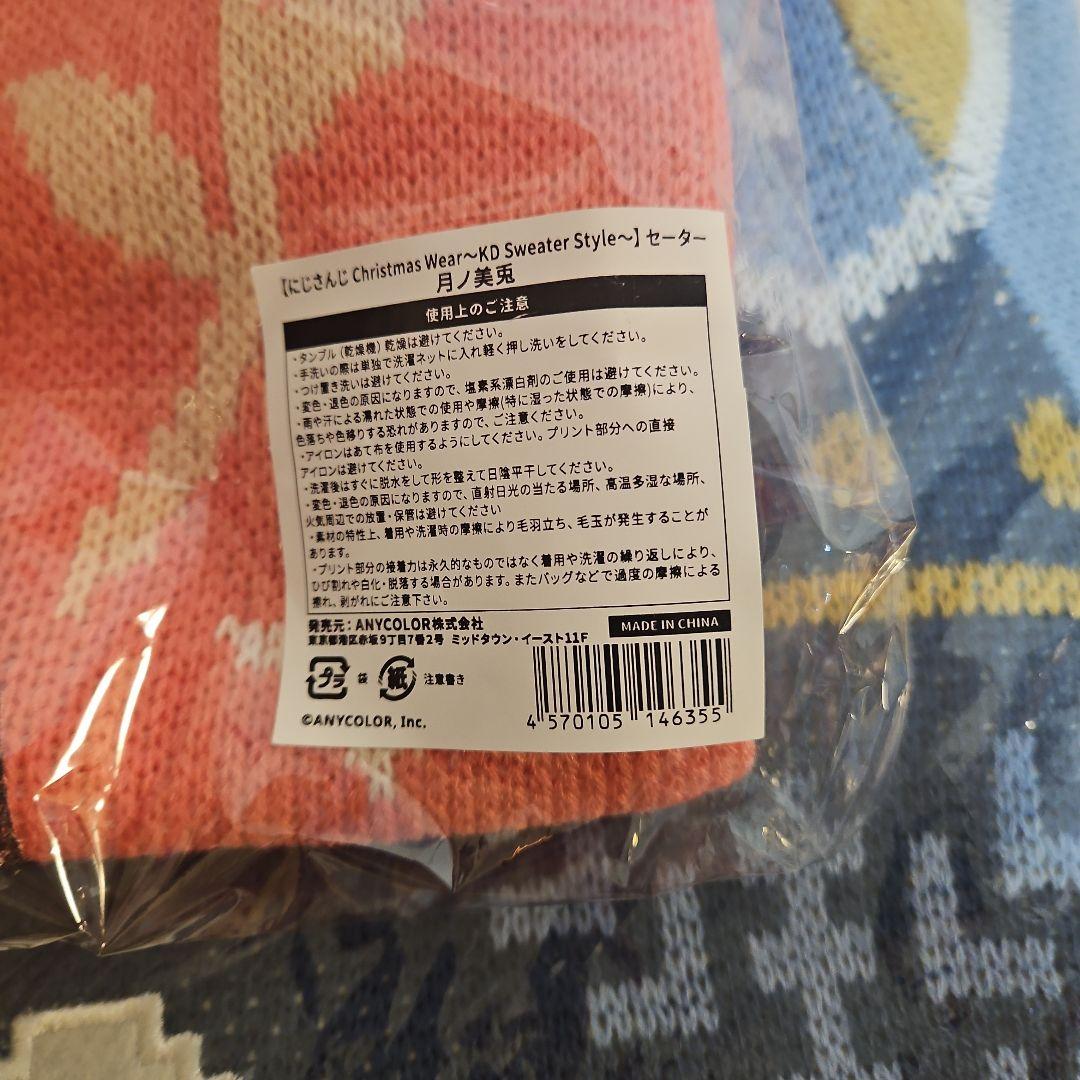 【にじさんじ Christmas Wear～KD Sweater Style～】セーター
月ノ美兎
使用上のご注意
・タンブル（乾燥機）乾燥は避けてください。
・手洗いの際は単独で洗濯ネットに入れ軽く押し洗いをしてください。
・つけ置き洗いは避けてください。
・変色・退色の原因になりますので、塩素系漂白剤のご使用は避けてください。
・雨や汗による濡れた状態での使用や摩擦(特に湿った状態での摩擦)により、
色落ちや色移りする恐れがありますので、ご注意ください。
・アイロンはあて布を使用するようにしてください。プリント部分への直接
アイロンは避けてください。
・洗濯後はすぐに脱水をして形を整えて日陰平干してください。
・変色・退色の原因になりますので、直射日光の当たる場所、高温多湿な場所、
火気周辺での放置・保管は避けてください
・素材の特性上、着用や洗濯時の摩擦により毛羽立ち、毛玉が発生することが
あります。
・プリント部分の接着力は永久的なものではなく着用や洗濯の繰り返しにより、
ひび割れや白化・脱落する場合があります。またバッグなどで過度の摩擦による
擦れ、剥がれにご注意下さい。
発売元：ANYCOLOR株式会社
東京都港区赤坂9丁目7番2号 ミッドタウン・イースト11F
MADE IN CHINA
プラ 袋 紙 注意書き
©ANYCOLOR, Inc.
4 570105 146355